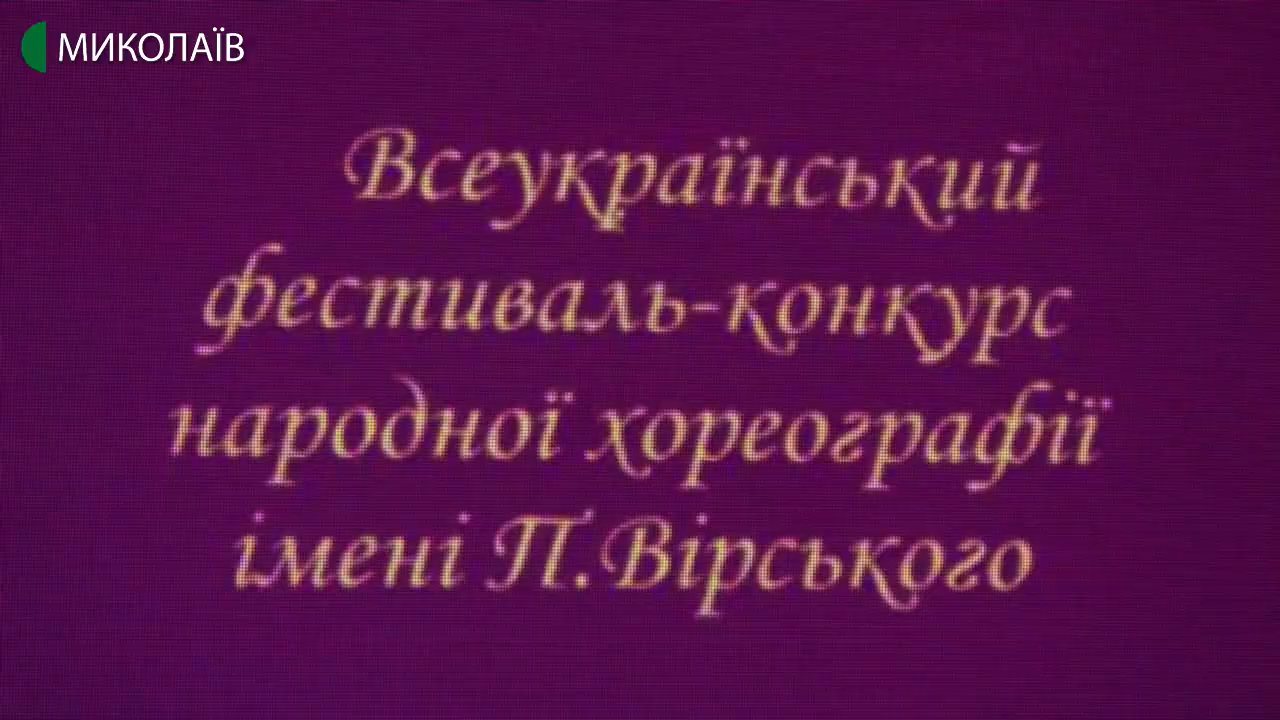 МИКОЛАЇВ
Всеукраїнський
фестиваль-конкурс
народної хореографії
імені П.Вірського